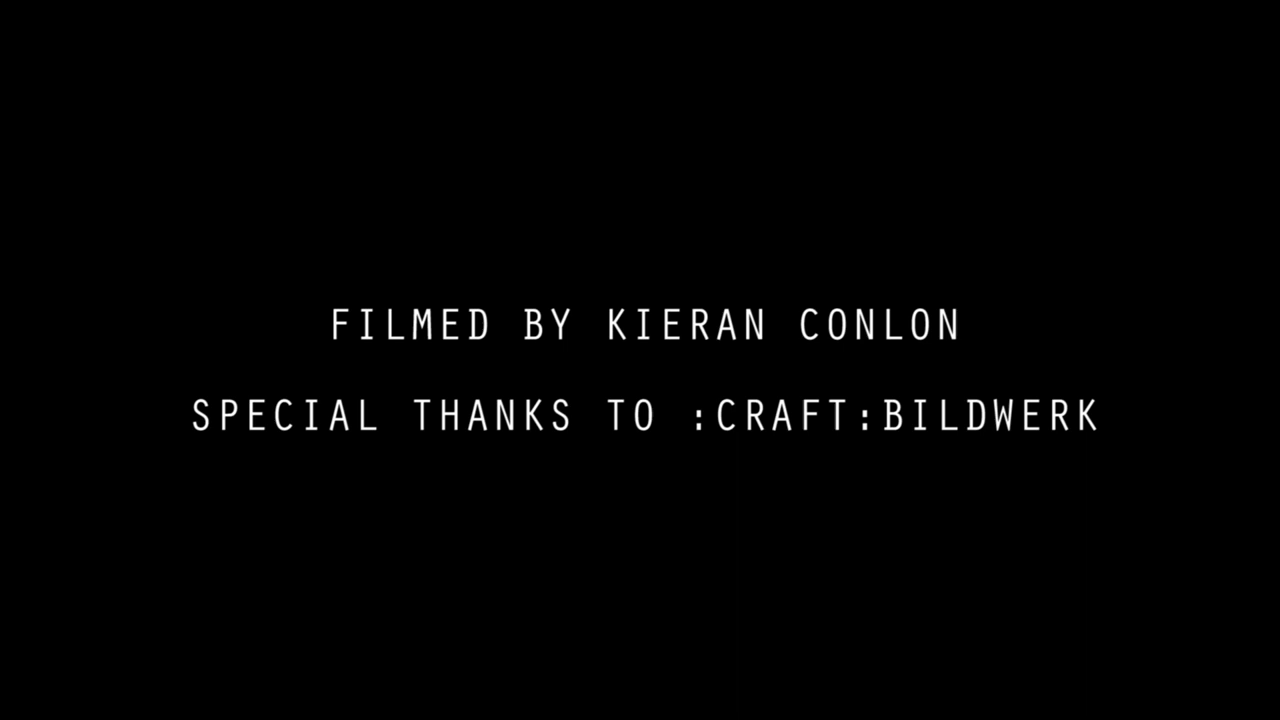 FILMED BY KIERAN CONLON
SPECIAL THANKS TO :CRAFT:BILDWERK